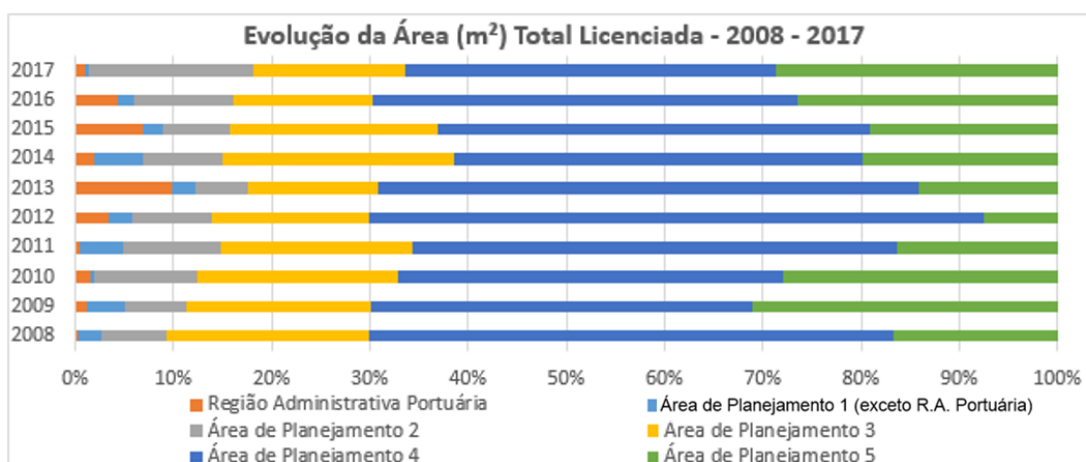 Evolução da Área (m²) Total Licenciada - 2008 - 2017
2017
2016
2015
2014
2013
2012
2011
2010
2009
2008
0% 10% 20% 30% 40% 50% 60% 70% 80% 90% 100%
Região Administrativa Portuária
Área de Planejamento 1 (exceto R.A. Portuária)
Área de Planejamento 2
Área de Planejamento 3
Área de Planejamento 4
Área de Planejamento 5